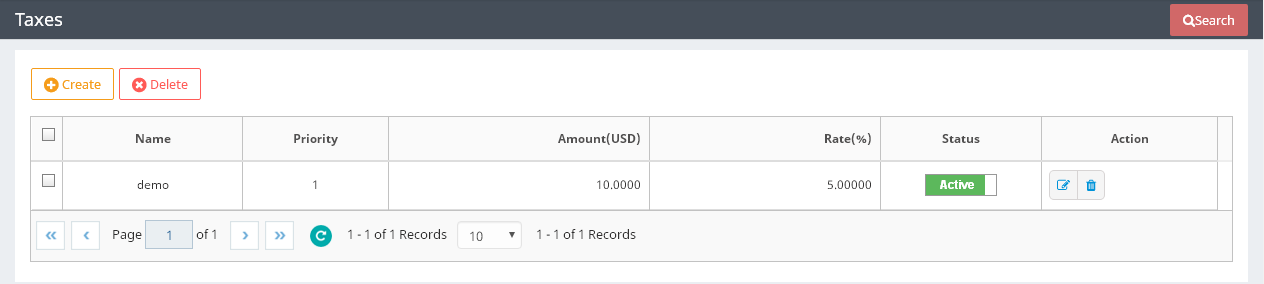 Taxes Search
Create Delete
Name Priority Amount(USD) Rate(%) Status Action
demo 1 10.0000 5.00000 Active
Page 1 of 1 1 - 1 of 1 Records 10 1 - 1 of 1 Records